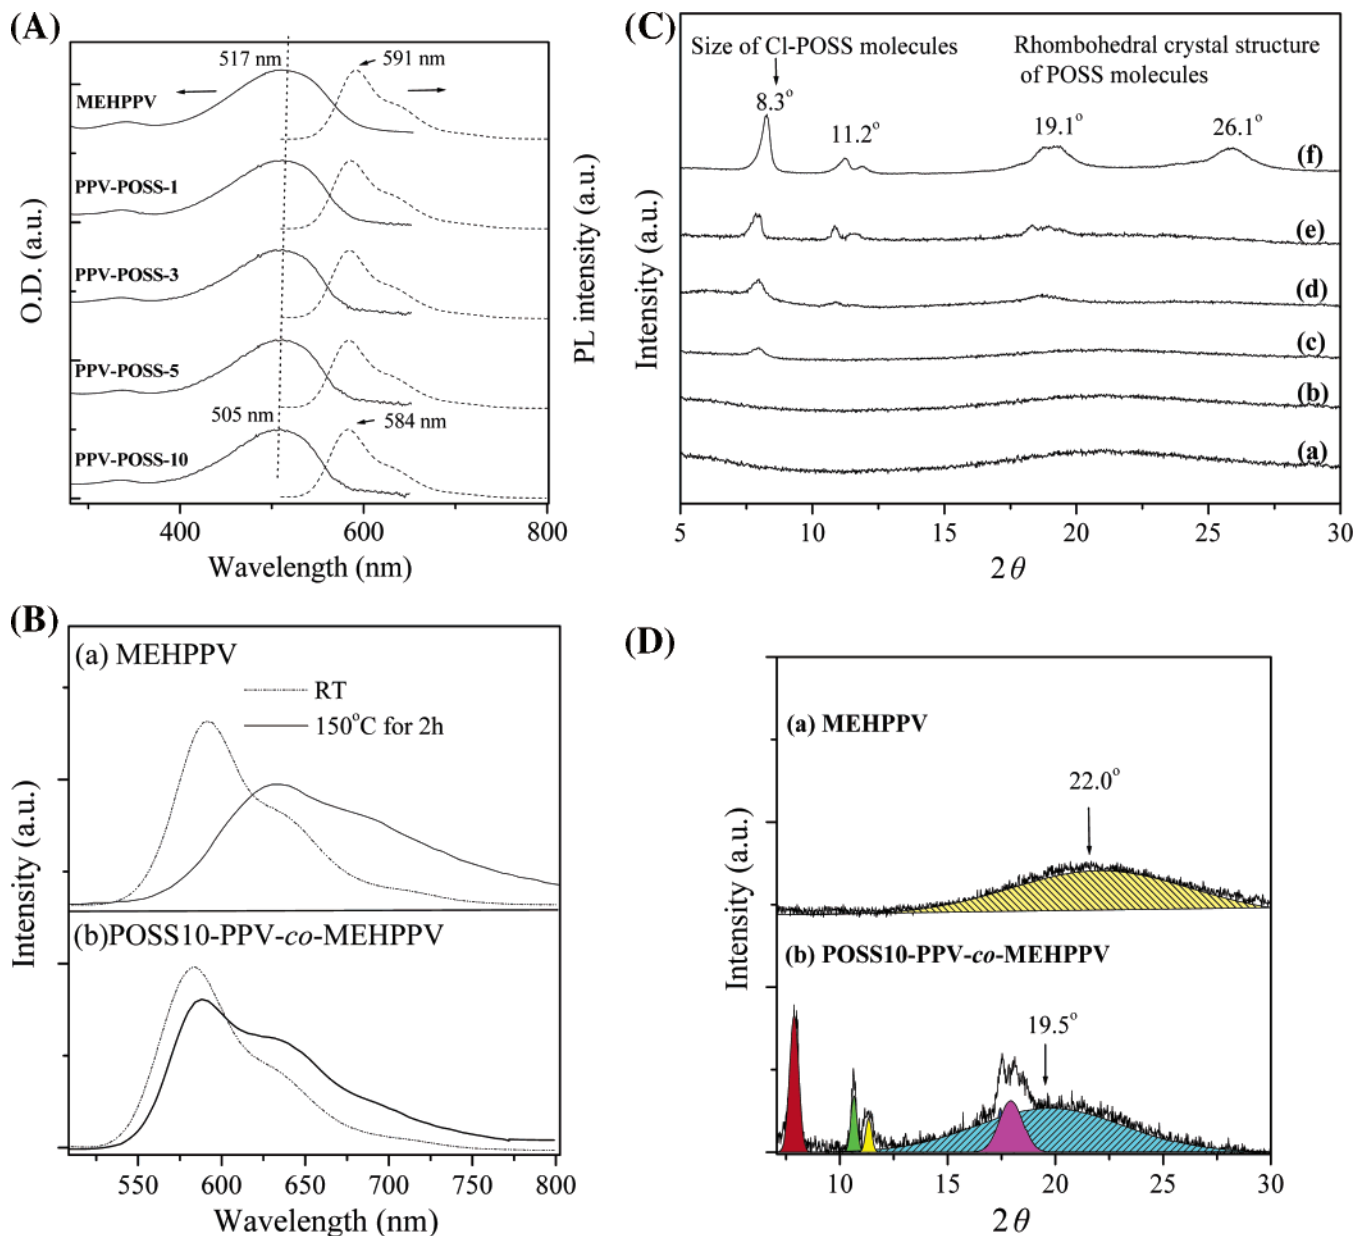 (A)
517 nm
591 nm
MEHPPV
PPV-POSS-1
PPV-POSS-3
PPV-POSS-5
505 nm
584 nm
PPV-POSS-10
O.D. (a.u.)
PL intensity (a.u.)
400
600
800
Wavelength (nm)
(C)
Size of Cl-POSS molecules
Rhombohedral crystal structure
of POSS molecules
8.3°
11.2°
19.1°
26.1°
(f)
(e)
(d)
(c)
(b)
(a)
Intensity (a.u.)
5
10
15
20
25
30
2θ
(B)
(a) MEHPPV
RT
150°C for 2h
(b)POSS10-PPV-co-MEHPPV
Intensity (a.u.)
550
600
650
700
750
800
Wavelength (nm)
(D)
(a) MEHPPV
22.0°
(b) POSS10-PPV-co-MEHPPV
19.5°
Intensity (a.u.)
10
15
20
25
30
2θ